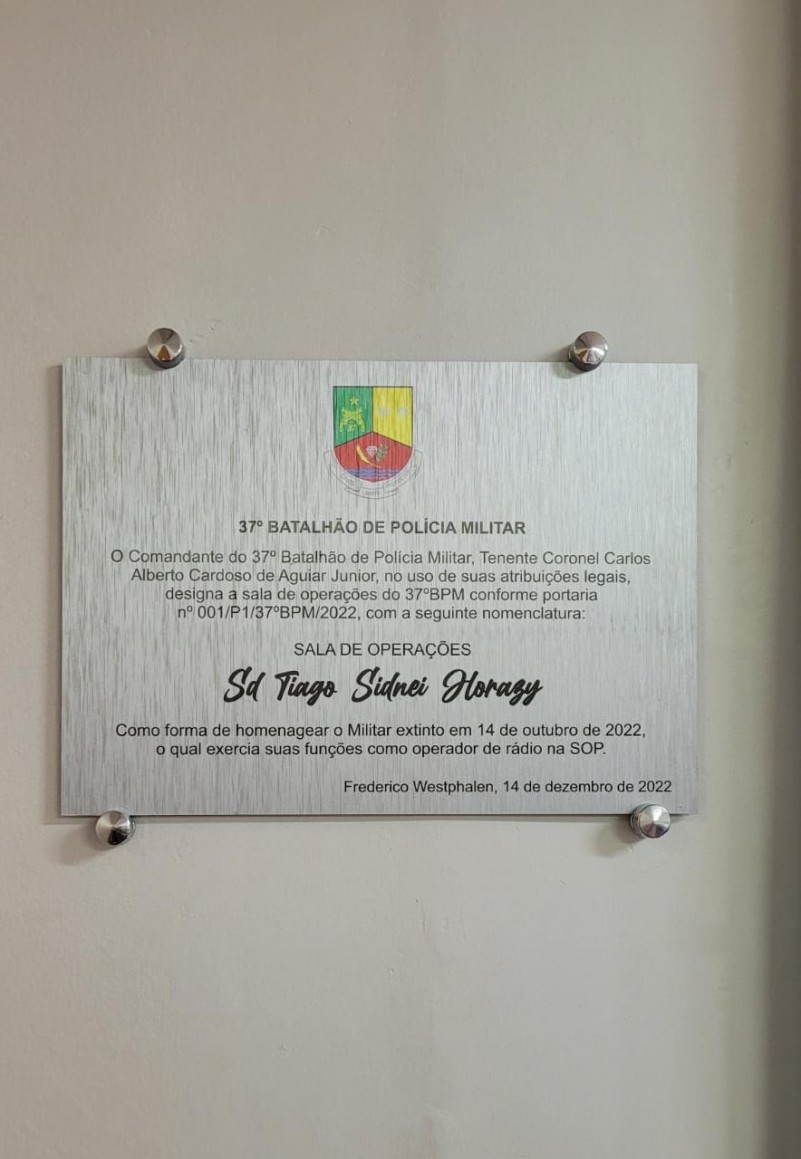 37º BATALHÃO DE POLÍCIA MILITAR
O Comandante do 37º Batalhão de Polícia Militar, Tenente Coronel Carlos
Alberto Cardoso de Aguiar Junior, no uso de suas atribuições legais,
designa a sala de operações do 37ºBPM conforme portaria
nº 001/P1/37ºBPM/2022, com a seguinte nomenclatura:
SALA DE OPERAÇÕES
Sd Tiago Sidnei Horazy
Como forma de homenagear o Militar extinto em 14 de outubro de 2022,
o qual exercia suas funções como operador de rádio na SOP.
Frederico Westphalen, 14 de dezembro de 2022